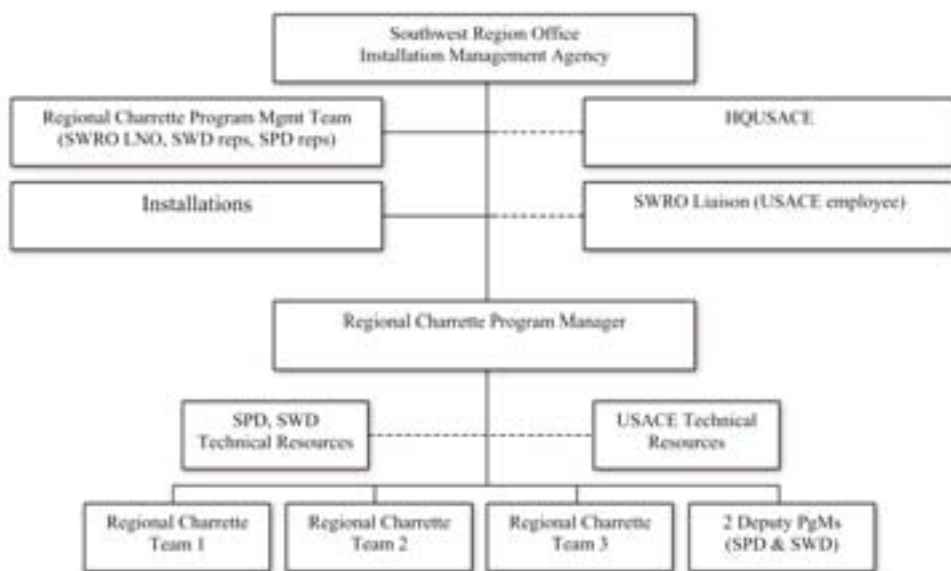 Southwest Region Office
Installation Management Agency
Regional Charrette Program Mgmt Team
(SWRO LNO, SWD reps, SPD reps)
HQUSACE
Installations
SWRO Liaison (USACE employee)
Regional Charrette Program Manager
SPD, SWD
Technical Resources
USACE Technical
Resources
Regional Charrette
Team 1
Regional Charrette
Team 2
Regional Charrette
Team 3
2 Deputy PgMs
(SPD & SWD)